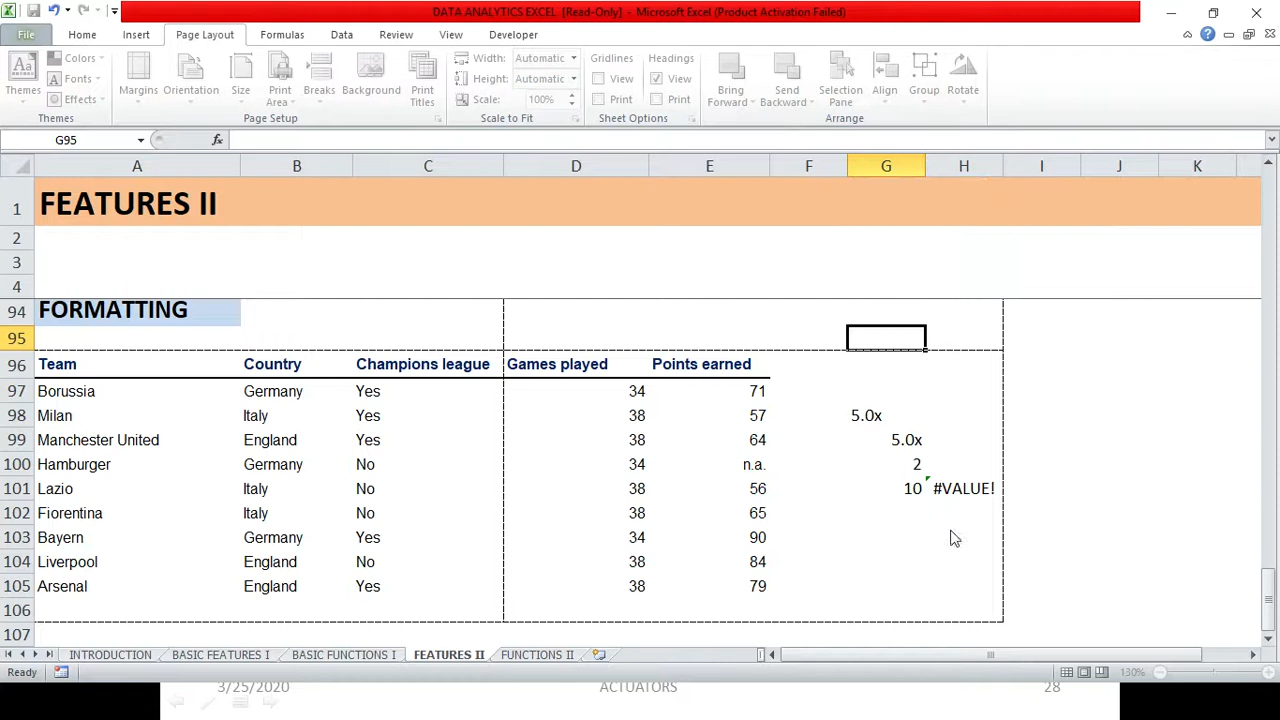 DATA ANALYTICS EXCEL [Read-Only] - Microsoft Excel (Product Activation Failed)
File Home Insert Page Layout Formulas Data Review View Developer
Themes Colors Fonts Effects Themes
Margins Orientation Size Print Area Breaks Background Print Titles Page Setup
Width: Automatic Height: Automatic Scale: 100% Scale to Fit
Gridlines View Print Headings View Print Sheet Options
Bring Forward Send Backward Selection Pane Align Group Rotate Arrange
G95 fx
A B C D E F G H I J K
1 FEATURES II
2
3
4
94 FORMATTING
95
96 Team Country Champions league Games played Points earned
97 Borussia Germany Yes 34 71
98 Milan Italy Yes 38 57 5.0x
99 Manchester United England Yes 38 64 5.0x
100 Hamburger Germany No 34 n.a. 2
101 Lazio Italy No 38 56 10 #VALUE!
102 Fiorentina Italy No 38 65
103 Bayern Germany Yes 34 90
104 Liverpool England No 38 84
105 Arsenal England Yes 38 79
106
107
INTRODUCTION BASIC FEATURES I BASIC FUNCTIONS I FEATURES II FUNCTIONS II
Ready 130%
3/25/2020 ACTUATORS 28